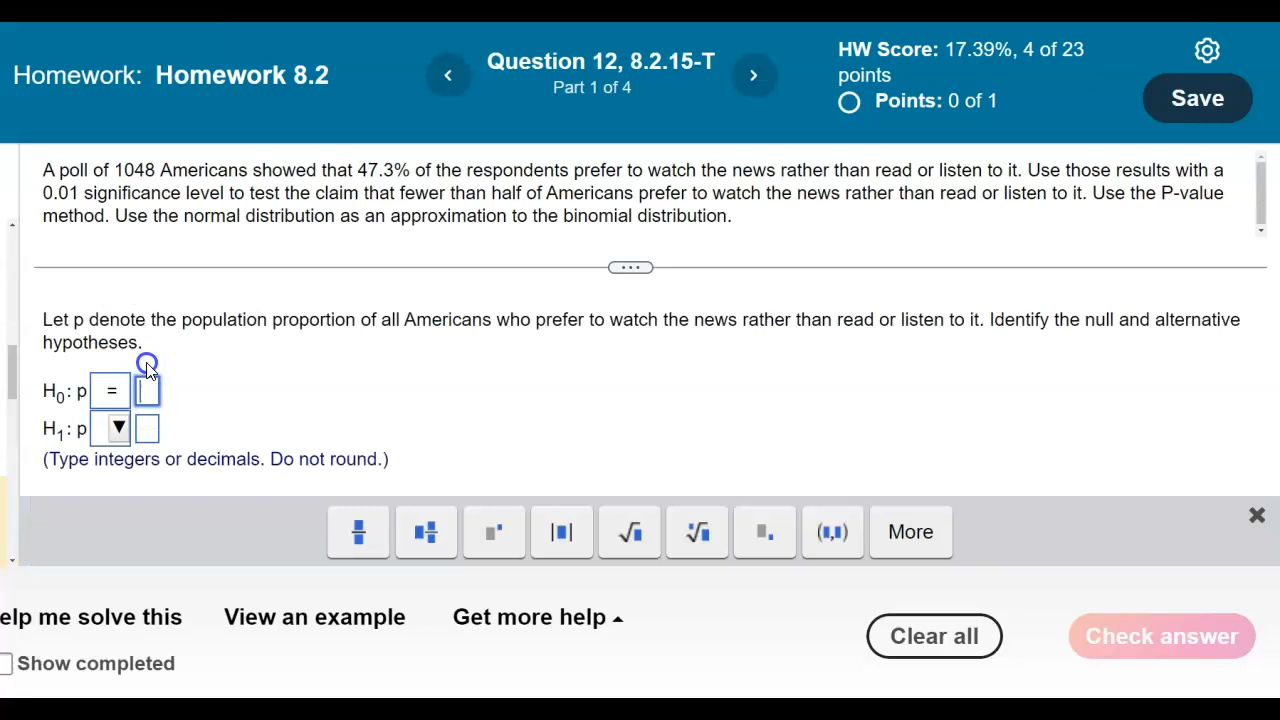 Homework: Homework 8.2
Question 12, 8.2.15-T
Part 1 of 4
HW Score: 17.39%, 4 of 23
points
Points: 0 of 1
Save
A poll of 1048 Americans showed that 47.3% of the respondents prefer to watch the news rather than read or listen to it. Use those results with a
0.01 significance level to test the claim that fewer than half of Americans prefer to watch the news rather than read or listen to it. Use the P-value
method. Use the normal distribution as an approximation to the binomial distribution.
Let p denote the population proportion of all Americans who prefer to watch the news rather than read or listen to it. Identify the null and alternative
hypotheses.
H₀: p =
H₁: p
(Type integers or decimals. Do not round.)
More
elp me solve this
View an example
Get more help
Clear all
Check answer
Show completed